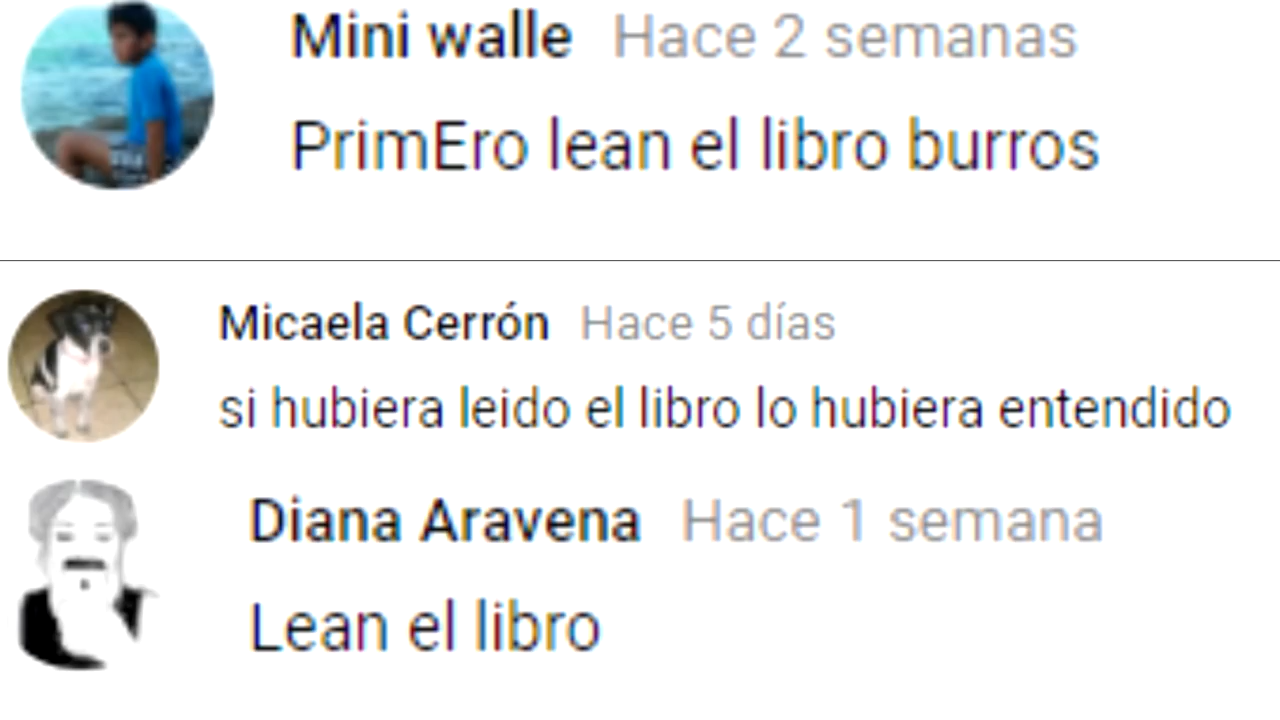 Mini walle Hace 2 semanas
PrimEro lean el libro burros
Micaela Cerrón Hace 5 días
si hubiera leido el libro lo hubiera entendido
Diana Aravena Hace 1 semana
Lean el libro